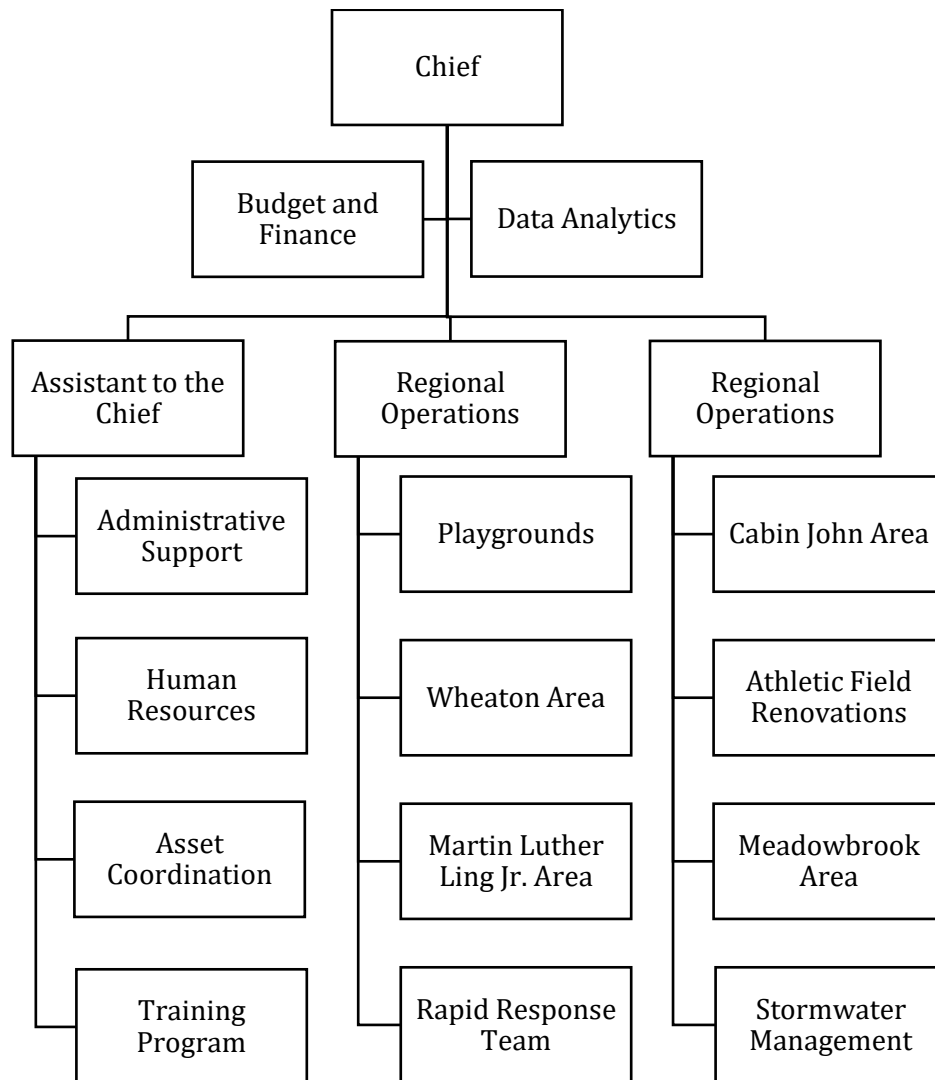 Chief
Budget and
Finance
Data Analytics
Assistant to the
Chief
Regional
Operations
Regional
Operations
Administrative
Support
Playgrounds
Cabin John Area
Human
Resources
Wheaton Area
Athletic Field
Renovations
Asset
Coordination
Martin Luther
Ling Jr. Area
Meadowbrook
Area
Training
Program
Rapid Response
Team
Stormwater
Management